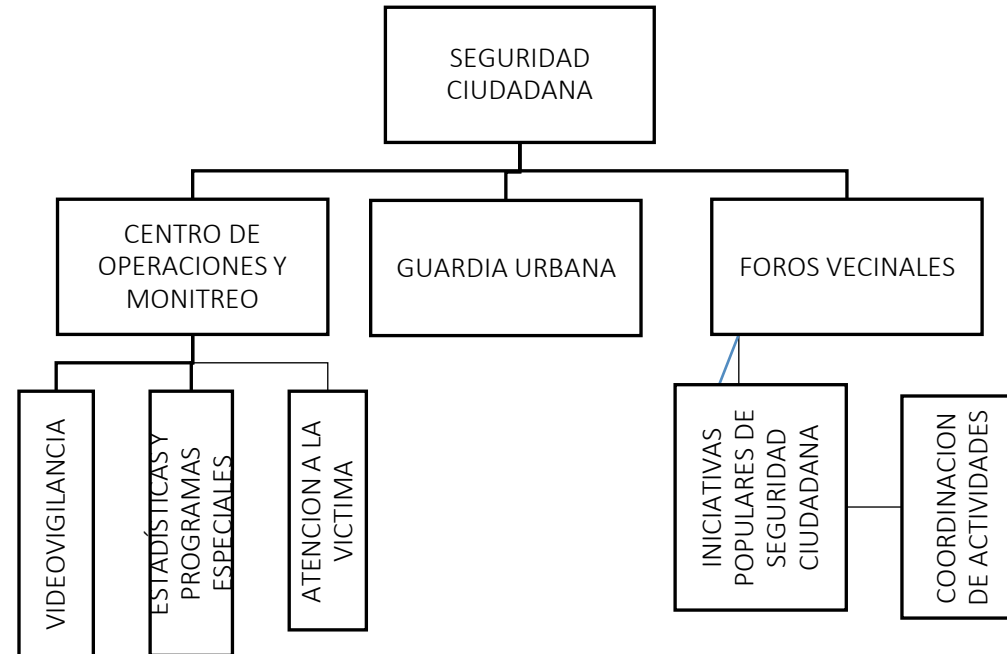 SEGURIDAD
CIUDADANA
CENTRO DE
OPERACIONES Y
MONITREO
GUARDIA URBANA
FOROS VECINALES
VIDEOVIGILANCIA
ESTADÍSTICAS Y
PROGRAMAS
ESPECIALES
ATENCION A LA
VICTIMA
INICIATIVAS
POPULARES DE
SEGURIDAD
CIUDADANA
COORDINACION
DE ACTIVIDADES